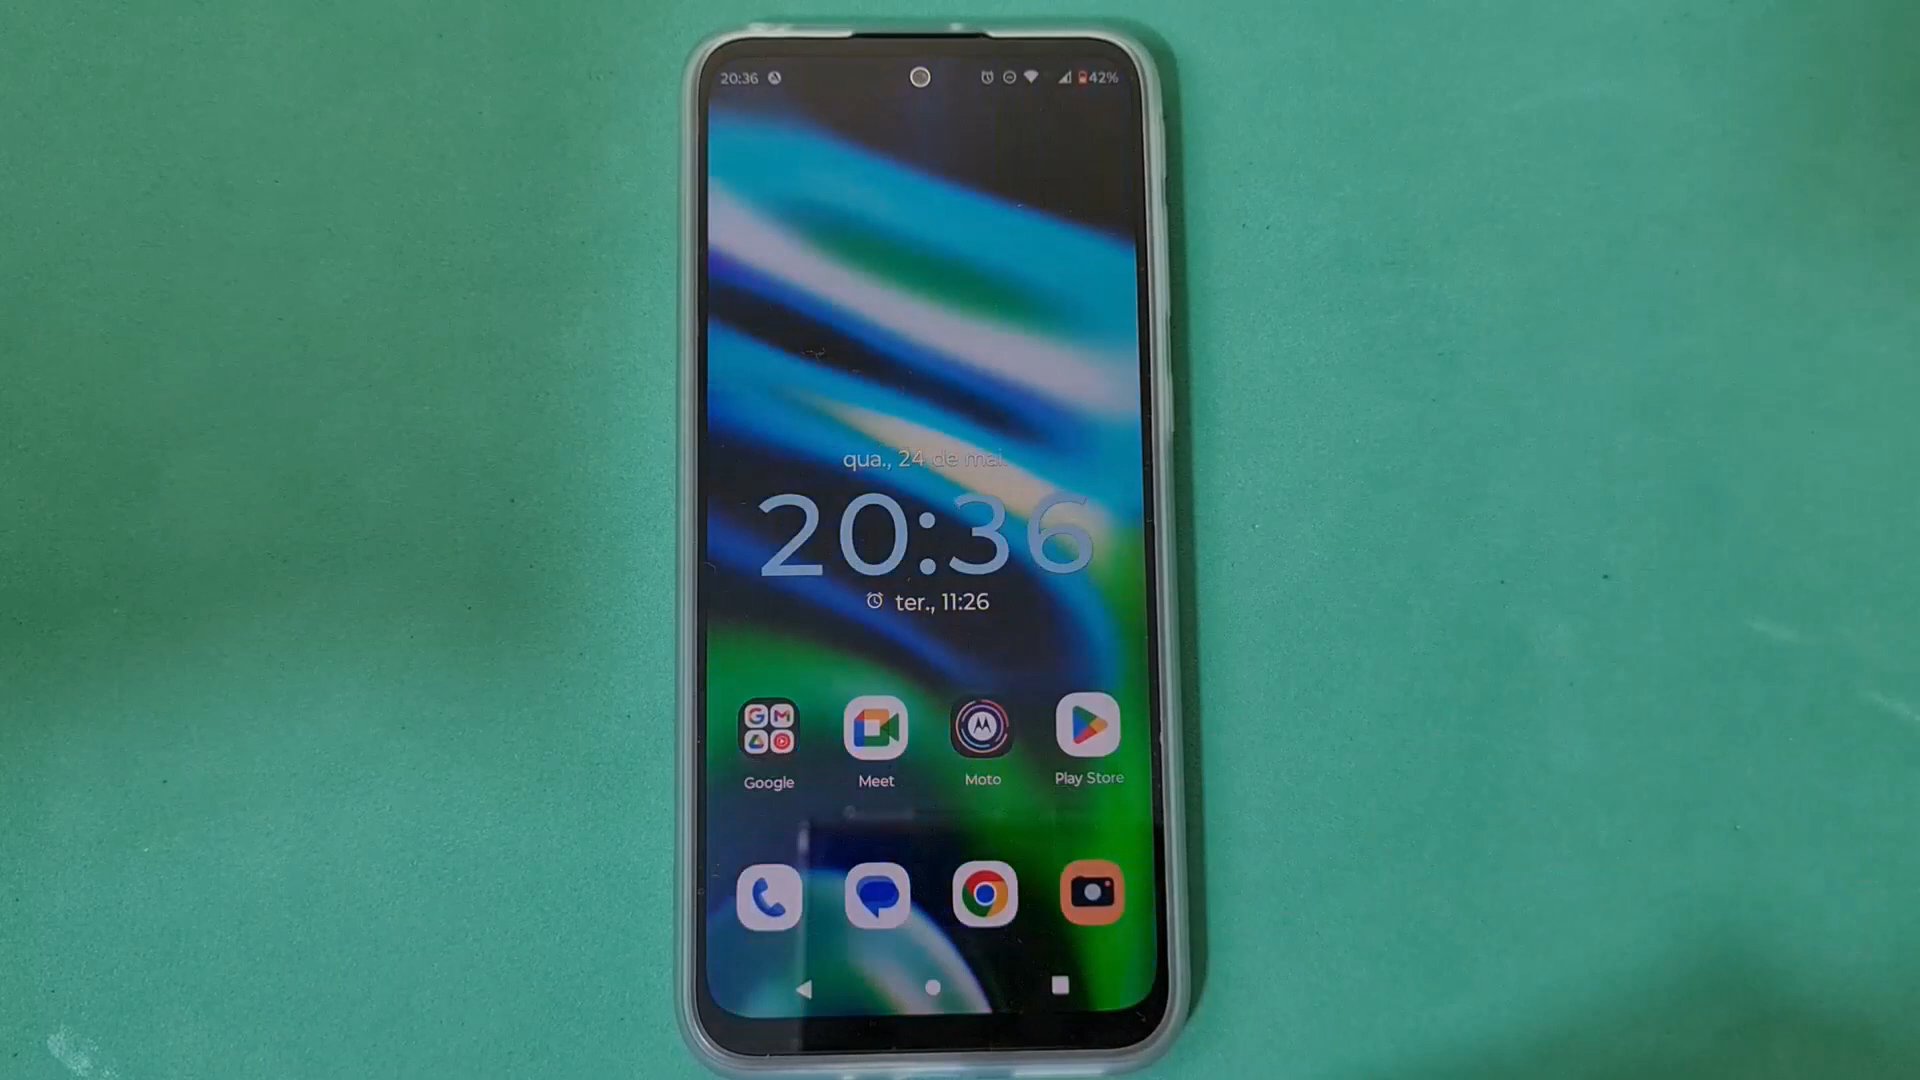 20:36
42%
qua., 24 de mai.
20:36
ter., 11:26
Google Meet Moto Play Store